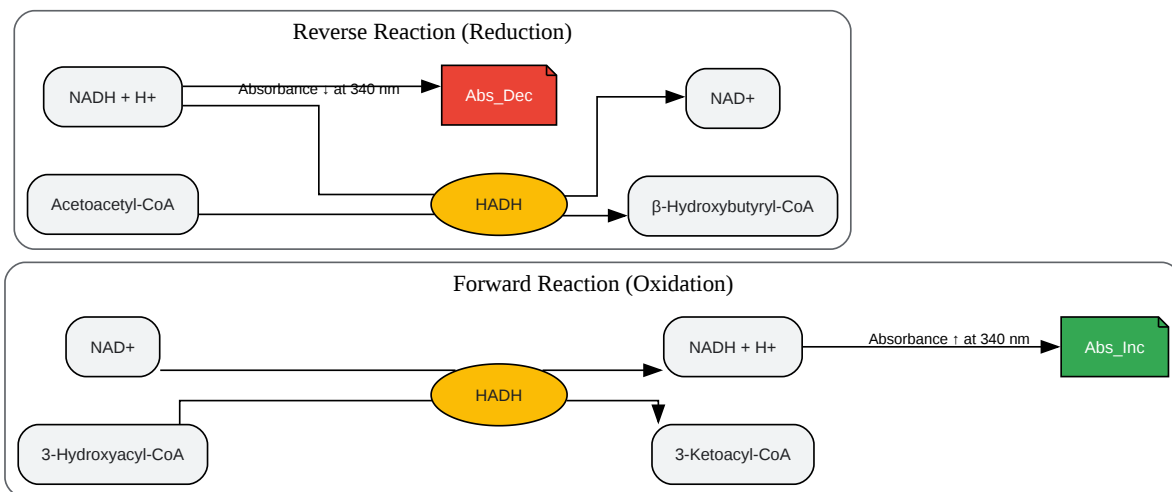 Reverse Reaction (Reduction)
NADH + H+
Absorbance ↓ at 340 nm
Abs_Dec
NAD+
Acetoacetyl-CoA
HADH
β-Hydroxybutyryl-CoA
Forward Reaction (Oxidation)
NAD+
NADH + H+
Absorbance ↑ at 340 nm
Abs_Inc
HADH
3-Hydroxyacyl-CoA
3-Ketoacyl-CoA